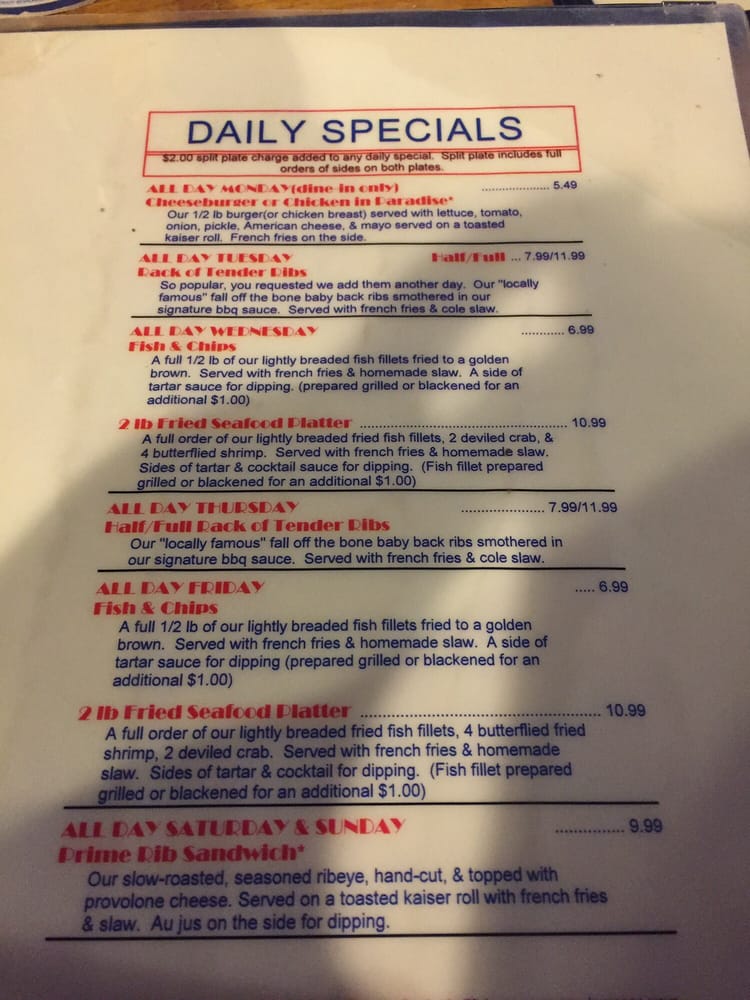 DAILY SPECIALS
$2.00 split plate charge added to any daily special. Split plate includes full
orders of sides on both plates.
ALL DAY MONDAY(dine-in only) .................... 5.49
Cheeseburger or Chicken in Paradise*
Our 1/2 lb burger(or chicken breast) served with lettuce, tomato,
onion, pickle, American cheese, & mayo served on a toasted
kaiser roll. French fries on the side.
ALL DAY TUESDAY Half/Full ... 7.99/11.99
Rack of Tender Ribs
So popular, you requested we add them another day. Our "locally
famous" fall off the bone baby back ribs smothered in our
signature bbq sauce. Served with french fries & cole slaw.
ALL DAY WEDNESDAY ............ 6.99
Fish & Chips
A full 1/2 lb of our lightly breaded fish fillets fried to a golden
brown. Served with french fries & homemade slaw. A side of
tartar sauce for dipping. (prepared grilled or blackened for an
additional $1.00)
2 lb Fried Seafood Platter .................................................. 10.99
A full order of our lightly breaded fried fish fillets, 2 deviled crab, &
4 butterflied shrimp. Served with french fries & homemade slaw.
Sides of tartar & cocktail sauce for dipping. (Fish fillet prepared
grilled or blackened for an additional $1.00)
ALL DAY THURSDAY ..................... 7.99/11.99
Half/Full Rack of Tender Ribs
Our "locally famous" fall off the bone baby back ribs smothered in
our signature bbq sauce. Served with french fries & cole slaw.
ALL DAY FRIDAY ..... 6.99
Fish & Chips
A full 1/2 lb of our lightly breaded fish fillets fried to a golden
brown. Served with french fries & homemade slaw. A side of
tartar sauce for dipping (prepared grilled or blackened for an
additional $1.00)
2 lb Fried Seafood Platter .................................................. 10.99
A full order of our lightly breaded fried fish fillets, 4 butterflied fried
shrimp, 2 deviled crab. Served with french fries & homemade
slaw. Sides of tartar & cocktail for dipping. (Fish fillet prepared
grilled or blackened for an additional $1.00)
ALL DAY SATURDAY & SUNDAY ............... 9.99
Prime Rib Sandwich*
Our slow-roasted, seasoned ribeye, hand-cut, & topped with
provolone cheese. Served on a toasted kaiser roll with french fries
& slaw. Au jus on the side for dipping.